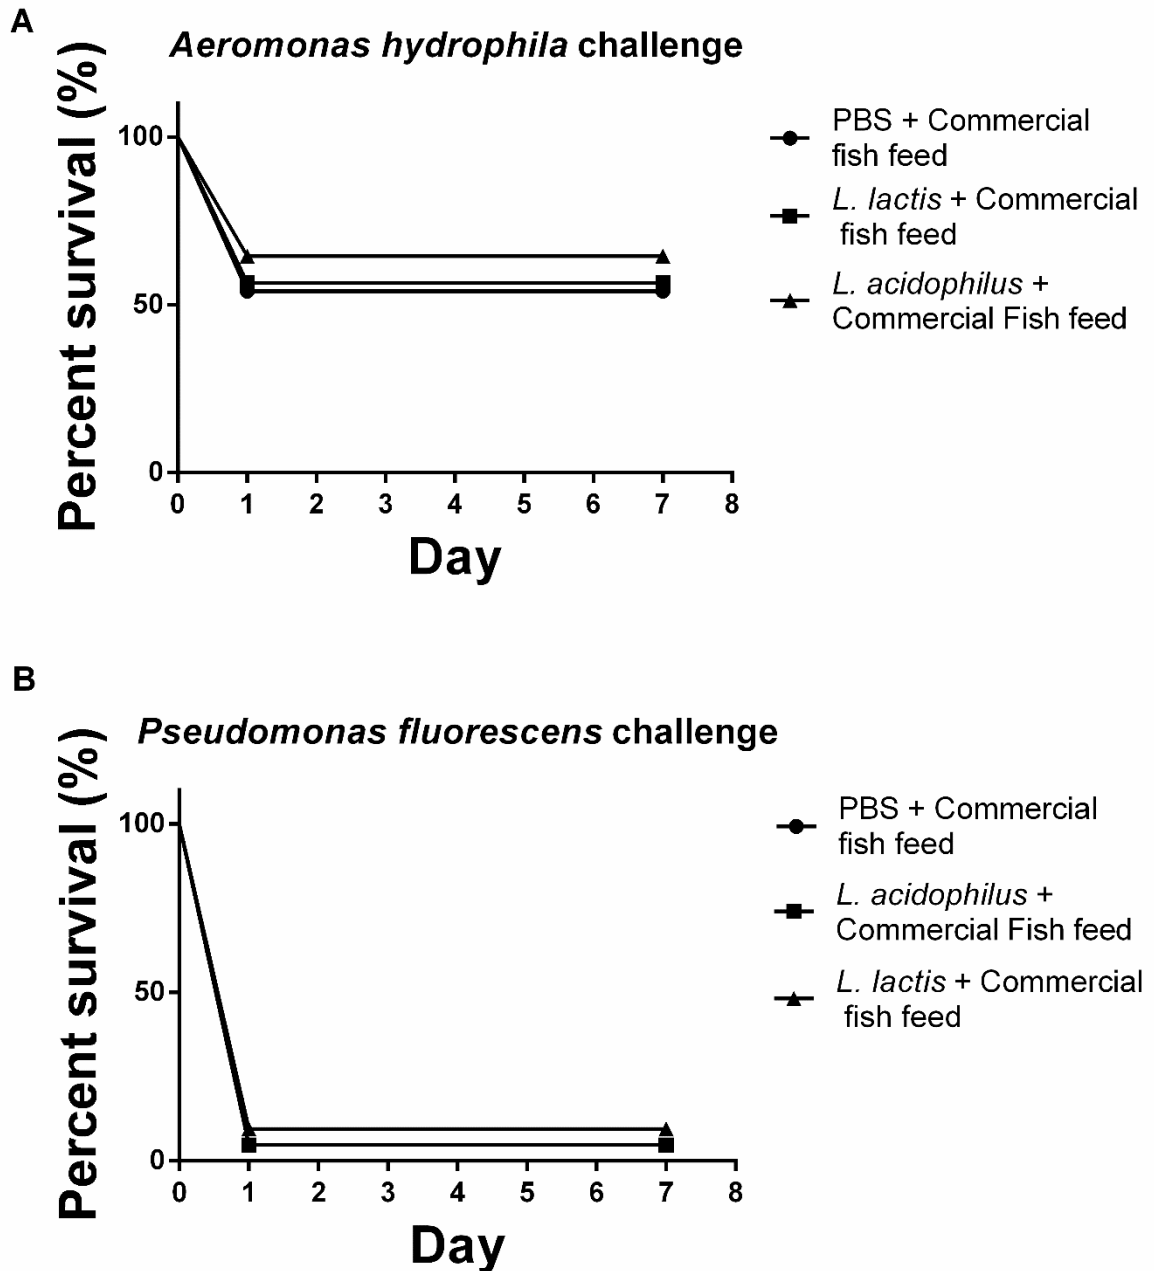 A
Aeromonas hydrophila challenge
Percent survival (%)
100
50
0
0 1 2 3 4 5 6 7 8
Day
PBS + Commercial
fish feed
L. lactis + Commercial
fish feed
L. acidophilus +
Commercial Fish feed
B
Pseudomonas fluorescens challenge
Percent survival (%)
100
50
0
0 1 2 3 4 5 6 7 8
Day
PBS + Commercial
fish feed
L. acidophilus +
Commercial Fish feed
L. lactis + Commercial
fish feed